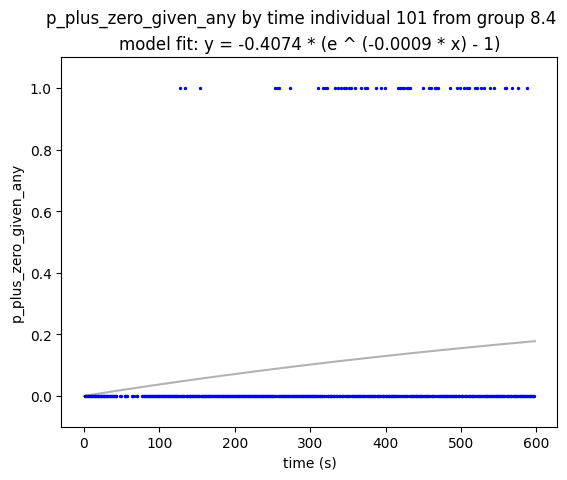 p_plus_zero_given_any by time individual 101 from group 8.4
model fit: y = -0.4074 * (e ^ (-0.0009 * x) - 1)
1.0
0.8
0.6
0.4
0.2
0.0
p_plus_zero_given_any
0 100 200 300 400 500 600
time (s)